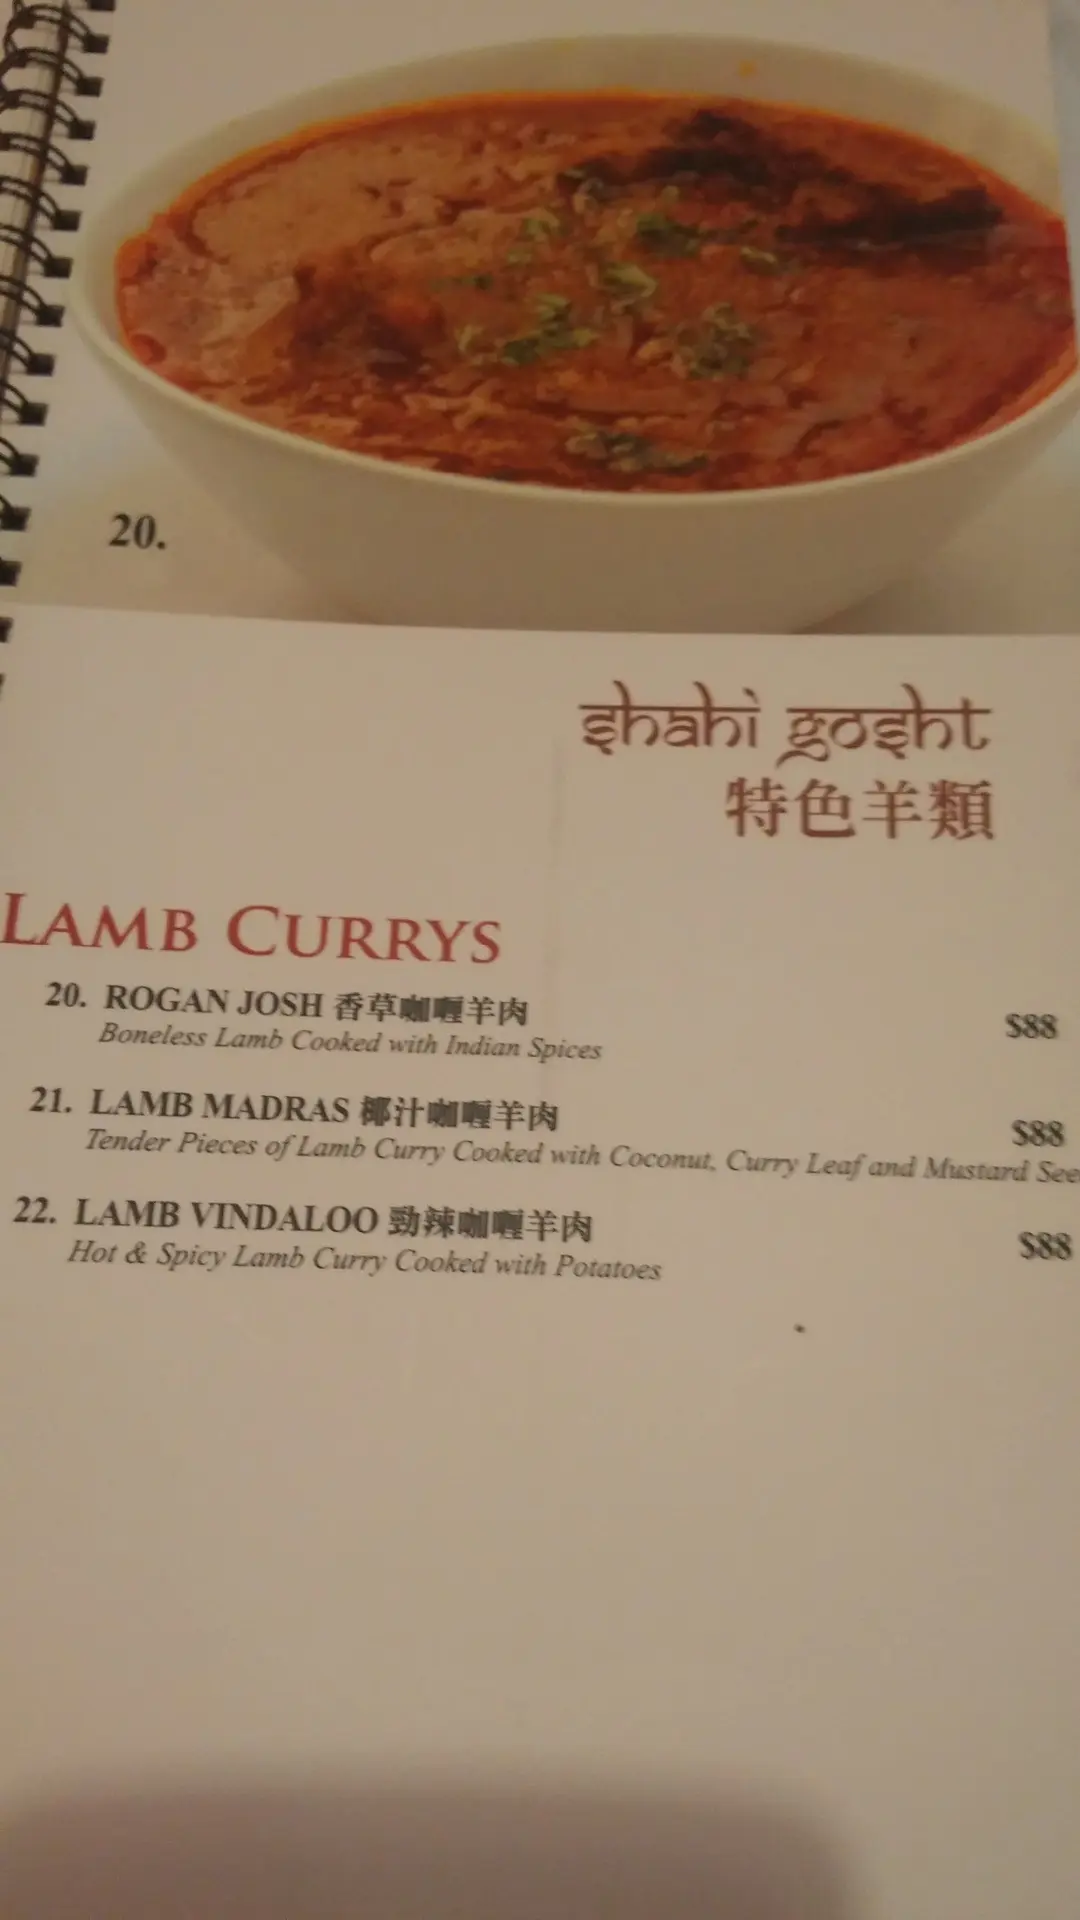 20.
shahi gosht
特色羊類
LAMB CURRYS
20. ROGAN JOSH 香草咖喱羊肉 $88
Boneless Lamb Cooked with Indian Spices
21. LAMB MADRAS 椰汁咖喱羊肉 $88
Tender Pieces of Lamb Curry Cooked with Coconut, Curry Leaf and Mustard See
22. LAMB VINDALOO 勁辣咖喱羊肉 $88
Hot & Spicy Lamb Curry Cooked with Potatoes